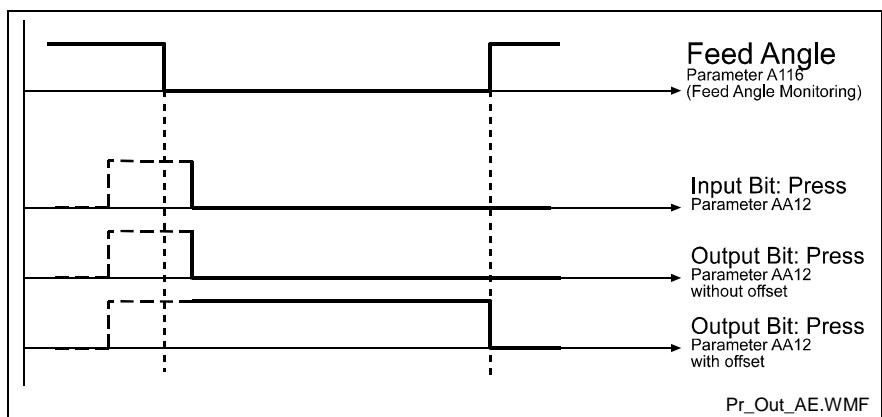 Feed Angle
Parameter A116
(Feed Angle Monitoring)
Input Bit: Press
Parameter AA12
Output Bit: Press
Parameter AA12
without offset
Output Bit: Press
Parameter AA12
with offset
Pr_Out_AE.WMF